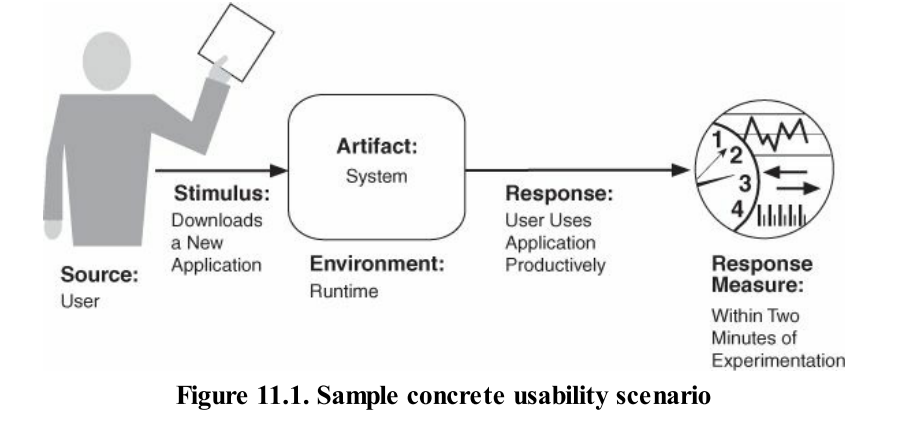 Artifact:
System
Stimulus:
Downloads
a New
Application
Source:
User
Environment:
Runtime
Response:
User Uses
Application
Productively
1
2
3
4
Response
Measure:
Within Two
Minutes of
Experimentation
Figure 11.1. Sample concrete usability scenario